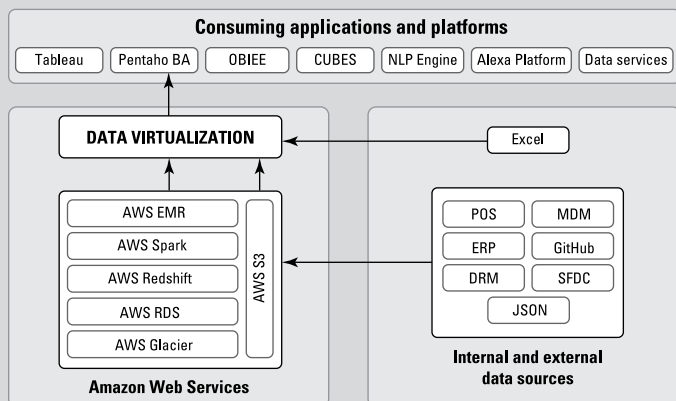 Consuming applications and platforms
Tableau
Pentaho BA
OBIEE
CUBES
NLP Engine
Alexa Platform
Data services
DATA VIRTUALIZATION
Excel
AWS EMR
AWS Spark
AWS Redshift
AWS RDS
AWS Glacier
AWS S3
Amazon Web Services
POS
MDM
ERP
GitHub
DRM
SFDC
JSON
Internal and external
data sources